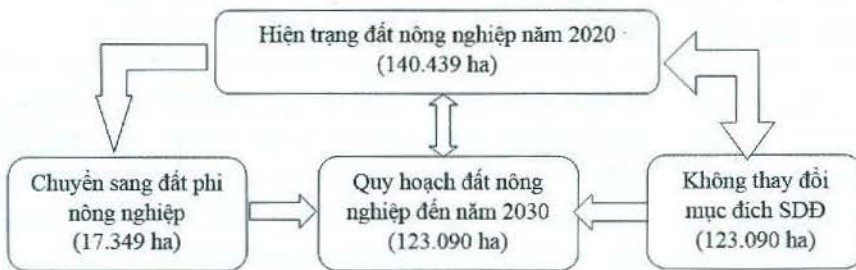 Hiện trạng đất nông nghiệp năm 2020
(140.439 ha)
Chuyển sang đất phi
nông nghiệp
(17.349 ha)
Quy hoạch đất nông
nghiệp đến năm 2030
(123.090 ha)
Không thay đổi
mục đích SDĐ
(123.090 ha)